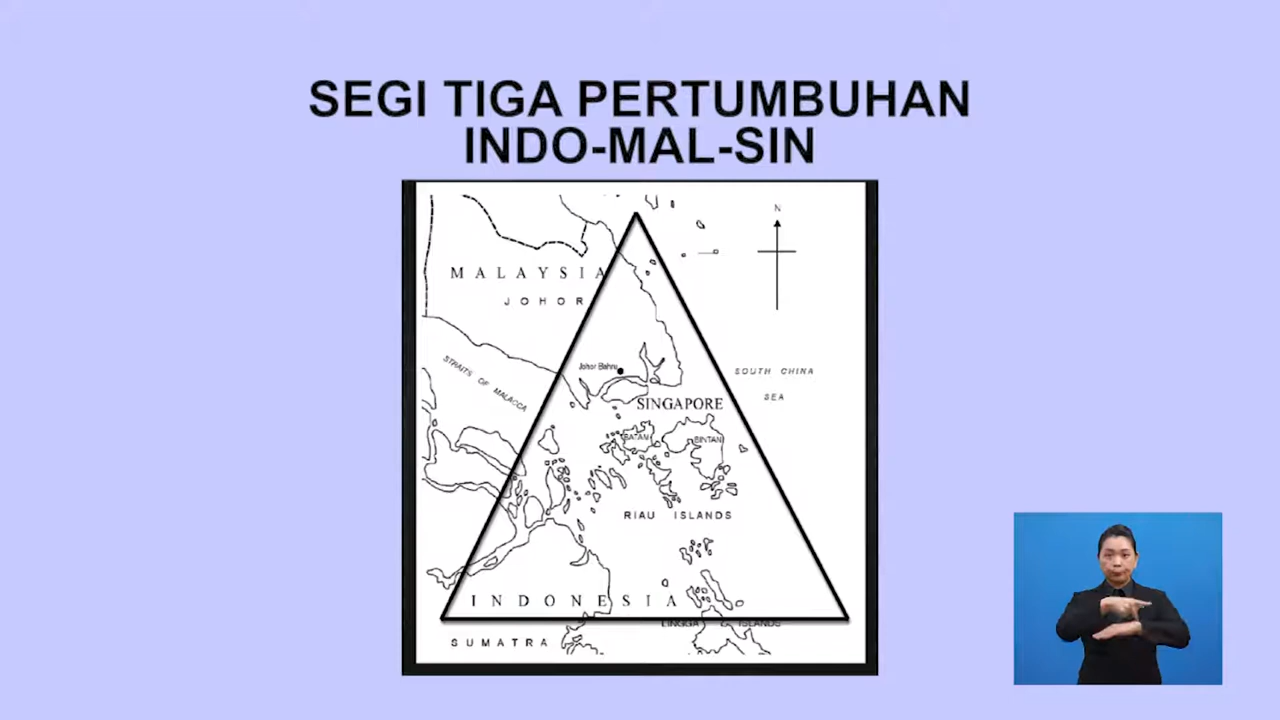 SEGI TIGA PERTUMBUHAN
INDO-MAL-SIN
N
MALAYSIA
JOHOR
STRAITS OF MALACCA
Johor Bahru
SOUTH CHINA
SEA
SINGAPORE
BATAM
BINTAN
RIAU ISLANDS
INDONESIA
LINGGA ISLANDS
SUMATRA